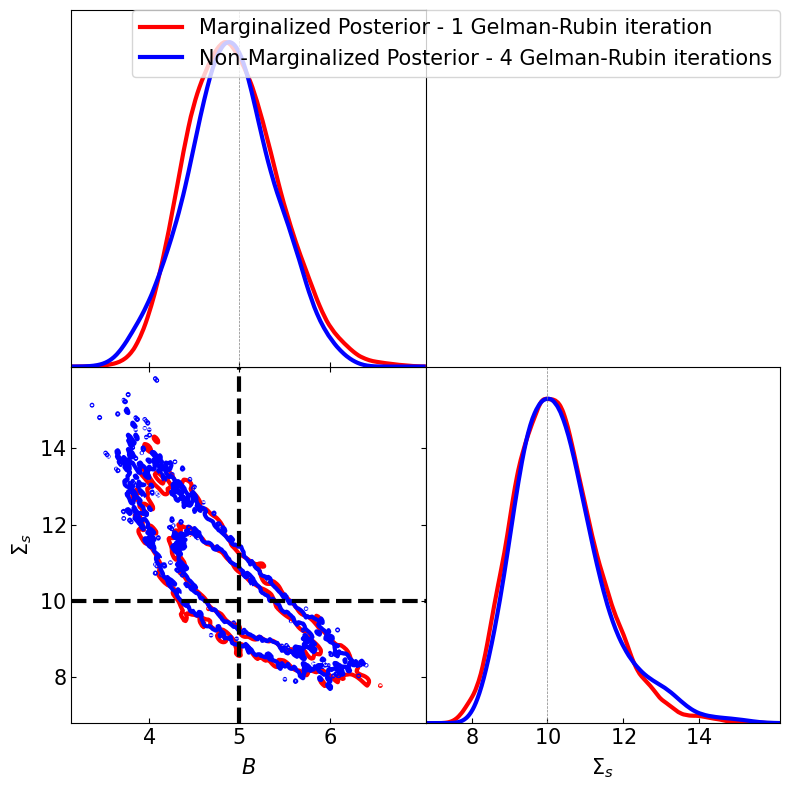 Marginalized Posterior - 1 Gelman-Rubin iteration
Non-Marginalized Posterior - 4 Gelman-Rubin iterations
14
12
10
8
Σₛ
4 5 6
B
8 10 12 14
Σₛ